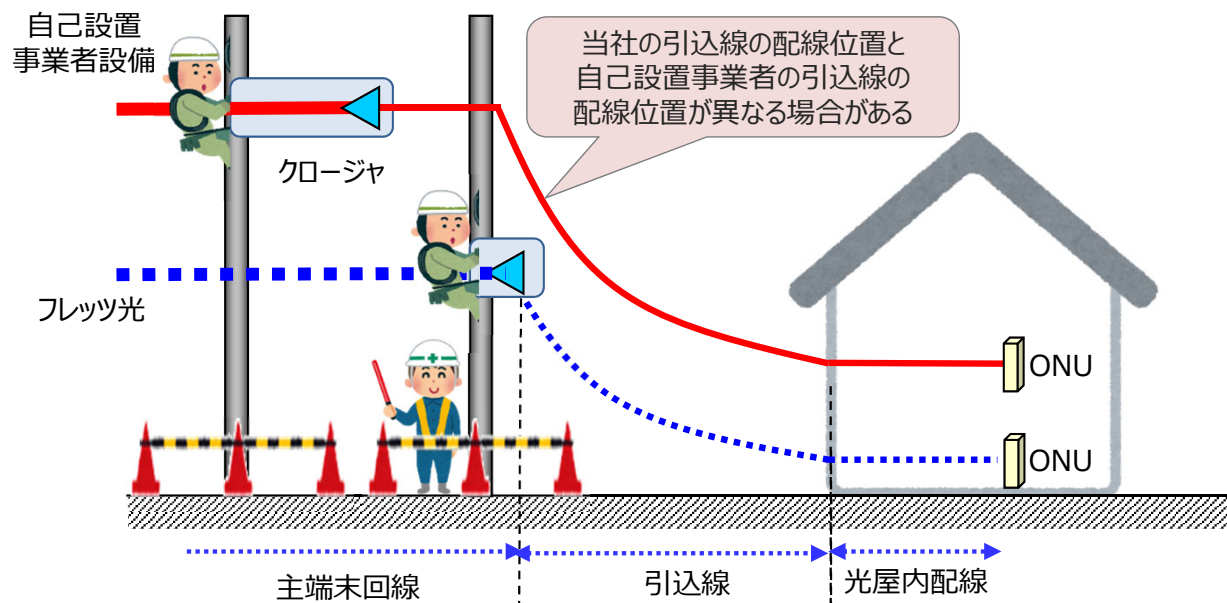 自己設置
事業者設備
当社の引込線の配線位置と
自己設置事業者の引込線の
配線位置が異なる場合がある
クロージャ
フレッツ光
ONU
ONU
主端末回線
引込線
光屋内配線